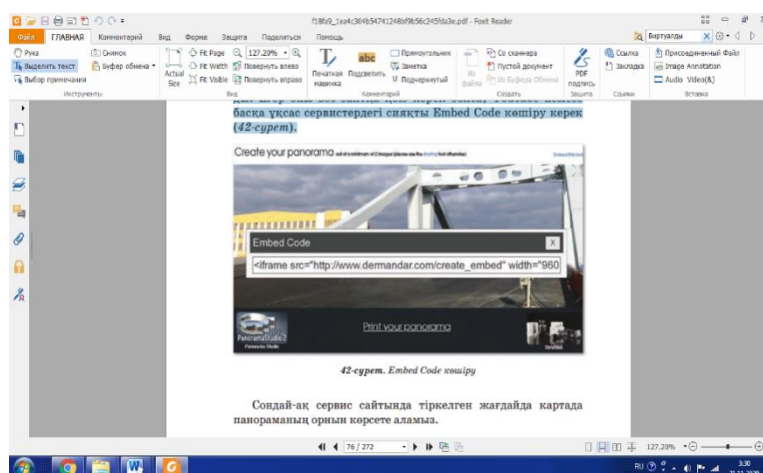 f18fa9_1ea4c304b54741248bf9b56c245fda3e.pdf - Foxit Reader
Файл ГЛАВНАЯ Комментарий Вид Форма Защита Поделиться Помощь Виртуалды
Рука
Выделить текст
Выбор примечания
Снимок
Буфер обмена
Инструменты
Actual Size
Fit Page
Fit Width
Fit Visible
127.29%
Повернуть влево
Повернуть вправо
Вид
Печатная машинка
Подсветить
Прямоугольник
Заметка
Подчеркнутый
Комментарий
Из файла
Со сканнера
Пустой документ
Из Буфера Обмена
Создать
PDF подпись
Защита
Ссылка
Закладка
Ссылки
Присоединенный Файл
Image Annotation
Audio Video(&)
Вставка
басқа ұқсас сервистердегі сияқты Embed Code көшіру керек
(42-сурет).
Create your panorama
Embed Code X
<iframe src="http://www.dermandar.com/create_embed" width="960
Print your panorama
PanoramaStudio2
Panorama Studio
42-сурет. Embed Code көшіру
Сондай-ақ сервис сайтында тіркелген жағдайда картада
панораманың орнын көрсете аламыз.
76 / 272
127.29%
RU 3:30